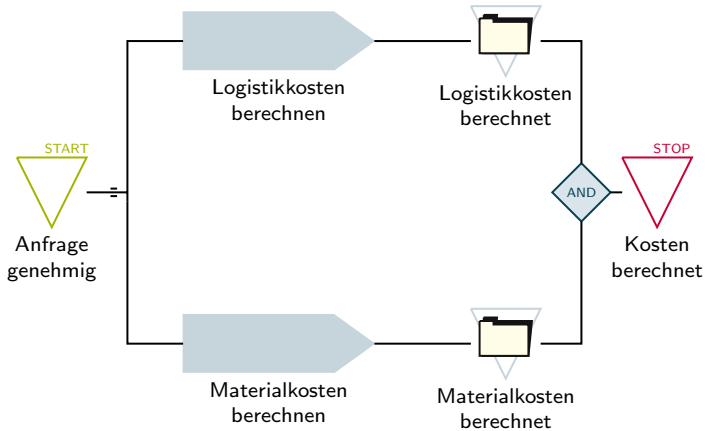 Logistikkosten
berechnen
Logistikkosten
berechnet
START
Anfrage
genehmig
AND
STOP
Kosten
berechnet
Materialkosten
berechnen
Materialkosten
berechnet